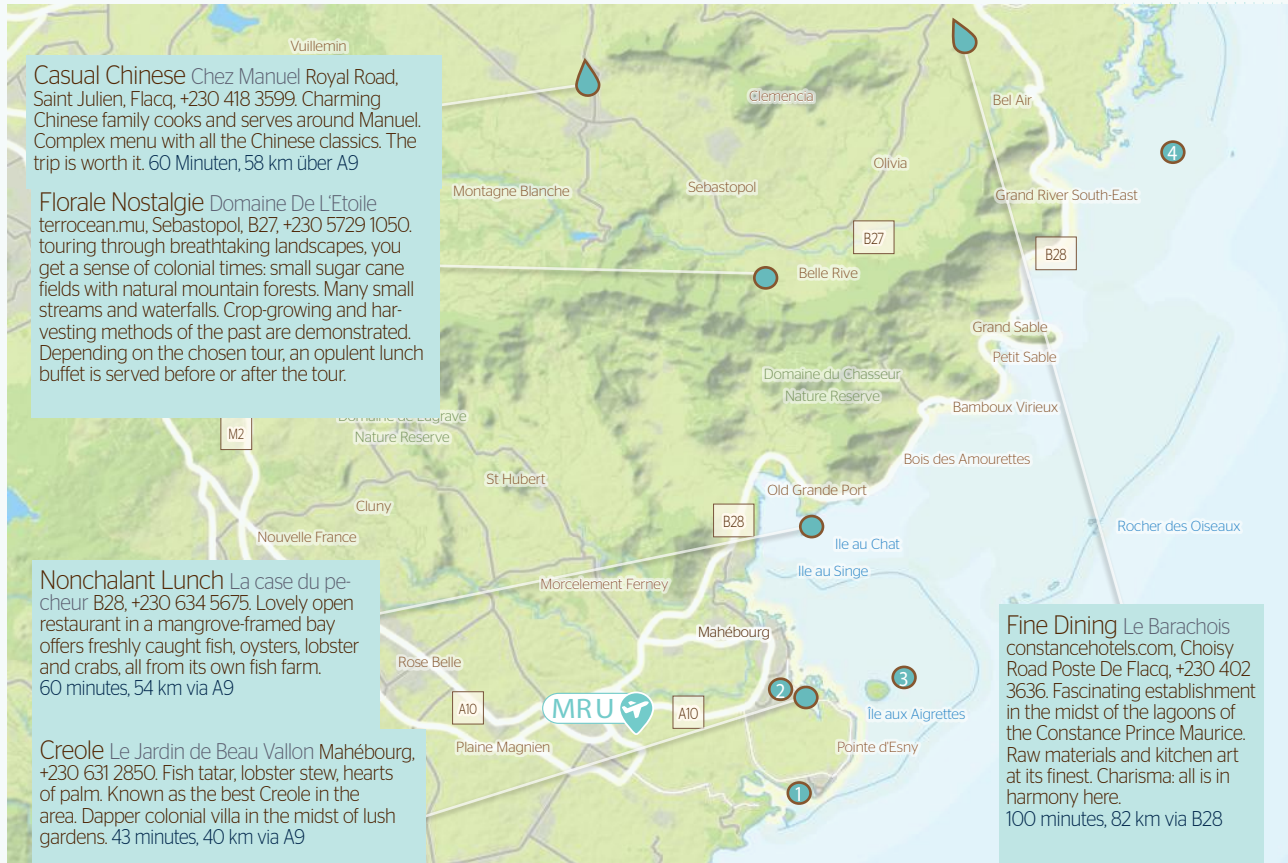 Vuillemin
Casual Chinese Chez Manuel Royal Road,
Saint Julien, Flacq, +230 418 3599. Charming
Chinese family cooks and serves around Manuel.
Complex menu with all the Chinese classics. The
trip is worth it. 60 Minuten, 58 km über A9
Florale Nostalgie Domaine De L'Etoile
terrocean.mu, Sebastopol, B27, +230 5729 1050.
touring through breathtaking landscapes, you
get a sense of colonial times: small sugar cane
fields with natural mountain forests. Many small
streams and waterfalls. Crop-growing and har-
vesting methods of the past are demonstrated.
Depending on the chosen tour, an opulent lunch
buffet is served before or after the tour.
Clemencia
Bel Air
4
Olivia
Montagne Blanche
Sebastopol
Grand River South-East
B27
B28
Belle Rive
Grand Sable
Petit Sable
Domaine du Chasseur
Nature Reserve
Bamboux Virieux
Domaine de Lagrave
Nature Reserve
M2
Bois des Amourettes
St Hubert
Old Grande Port
Cluny
B28
Rocher des Oiseaux
Nouvelle France
Ile au Chat
Ile au Singe
Morcelement Ferney
Nonchalant Lunch La case du pe-
cheur B28, +230 634 5675. Lovely open
restaurant in a mangrove-framed bay
offers freshly caught fish, oysters, lobster
and crabs, all from its own fish farm.
60 minutes, 54 km via A9
Mahébourg
Rose Belle
3
2
A10
MRU
A10
Île aux Aigrettes
Plaine Magnien
Pointe d'Esny
1
Creole Le Jardin de Beau Vallon Mahébourg,
+230 631 2850. Fish tatar, lobster stew, hearts
of palm. Known as the best Creole in the
area. Dapper colonial villa in the midst of lush
gardens. 43 minutes, 40 km via A9
Fine Dining Le Barachois
constancehotels.com, Choisy
Road Poste De Flacq, +230 402
3636. Fascinating establishment
in the midst of the lagoons of
the Constance Prince Maurice.
Raw materials and kitchen art
at its finest. Charisma: all is in
harmony here.
100 minutes, 82 km via B28